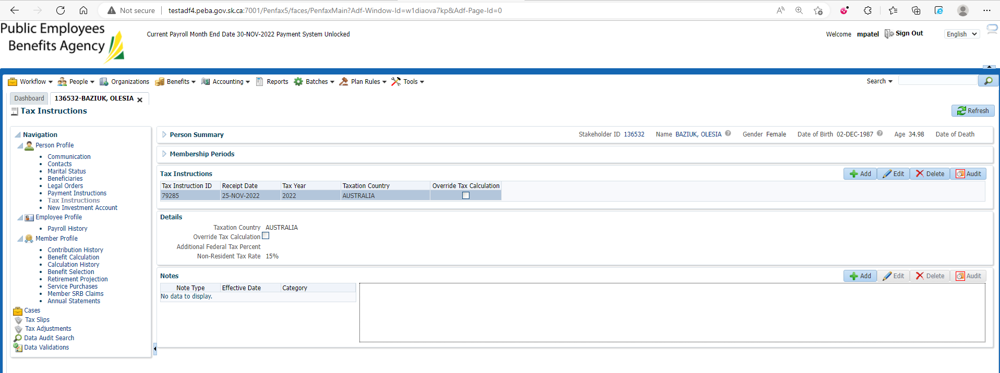 Not secure | testadf4.peba.gov.sk.ca:7001/Penfax5/faces/PenfaxMain?Adf-Window-Id=w1diaova7kp&Adf-Page-Id=0
Public Employees
Benefits Agency
Current Payroll Month End Date 30-NOV-2022 Payment System Unlocked
Welcome mpatel Sign Out English
Workflow People Organizations Benefits Accounting Reports Batches Plan Rules Tools Search
Dashboard 136532-BAZIUK, OLESIA
Tax Instructions
Refresh
Navigation
Person Profile
Communication
Contacts
Marital Status
Beneficiaries
Legal Orders
Payment Instructions
Tax Instructions
New Investment Account
Employee Profile
Payroll History
Member Profile
Contribution History
Benefit Calculation
Calculation History
Benefit Selection
Retirement Projection
Service Purchases
Member SRB Claims
Annual Statements
Cases
Tax Slips
Tax Adjustments
Data Audit Search
Data Validations
Person Summary
Stakeholder ID 136532 Name BAZIUK, OLESIA Gender Female Date of Birth 02-DEC-1987 Age 34.98 Date of Death
Membership Periods
Tax Instructions
Add Edit Delete Audit
Tax Instruction ID Receipt Date Tax Year Taxation Country Override Tax Calculation
79285 25-NOV-2022 2022 AUSTRALIA
Details
Taxation Country AUSTRALIA
Override Tax Calculation
Additional Federal Tax Percent
Non-Resident Tax Rate 15%
Notes
Add Edit Delete Audit
Note Type Effective Date Category
No data to display.